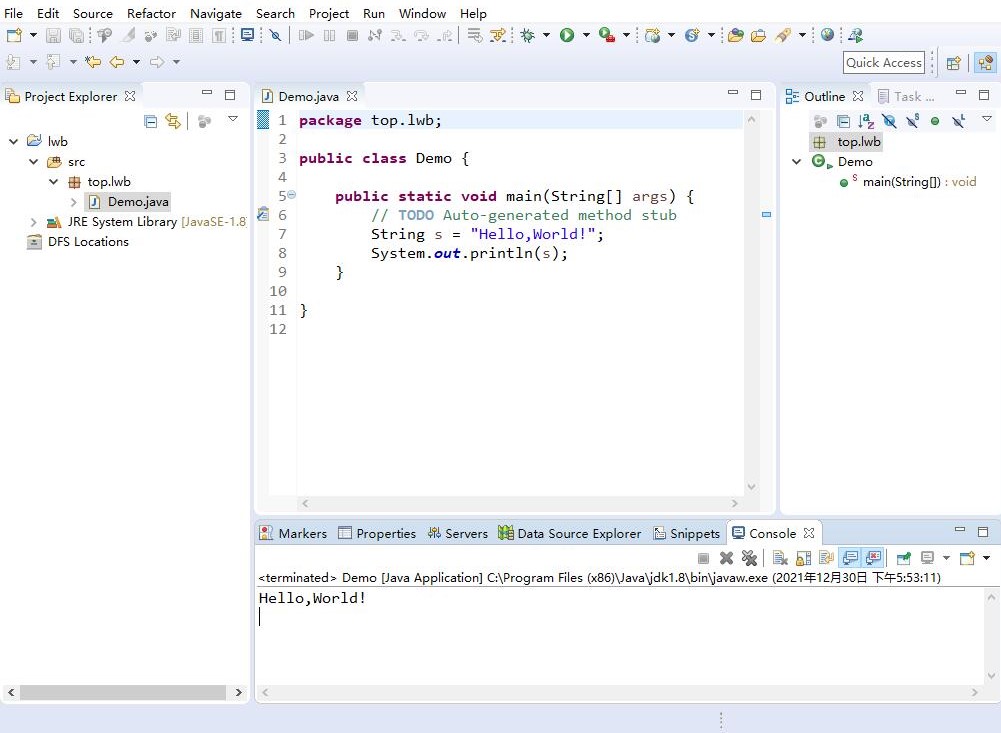 File Edit Source Refactor Navigate Search Project Run Window Help
Quick Access
Project Explorer
lwb
src
top.lwb
Demo.java
JRE System Library [JavaSE-1.8]
DFS Locations
Demo.java
1 package top.lwb;
2
3 public class Demo {
4
5 public static void main(String[] args) {
6 // TODO Auto-generated method stub
7 String s = "Hello,World!";
8 System.out.println(s);
9 }
10
11 }
12
Outline Task ...
top.lwb
Demo
main(String[]) : void
Markers Properties Servers Data Source Explorer Snippets Console
<terminated> Demo [Java Application] C:\Program Files (x86)\Java\jdk1.8\bin\javaw.exe (2021年12月30日 下午5:53:11)
Hello,World!